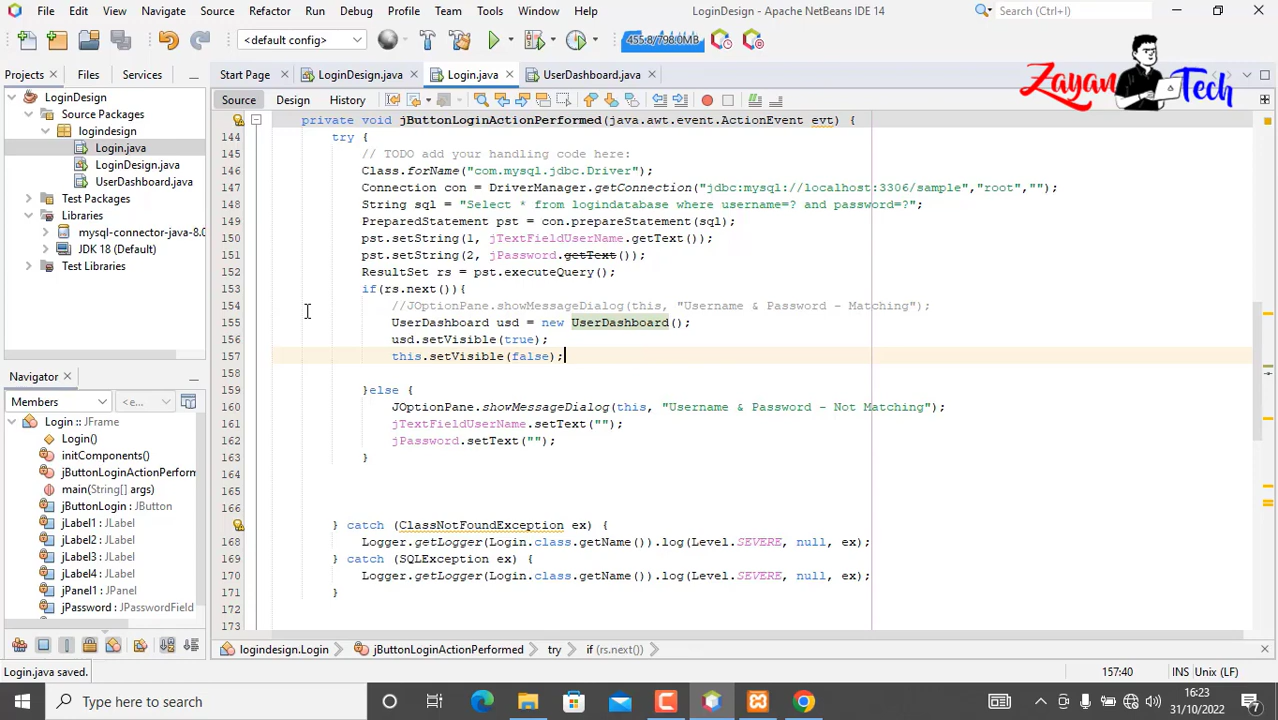 File Edit View Navigate Source Refactor Run Debug Profile Team Tools Window Help
LoginDesign - Apache NetBeans IDE 14
Search (Ctrl+I)
<default config>
455.8/798.0MB
Zayan Tech
Projects Files Services
Start Page LoginDesign.java Login.java UserDashboard.java
Source Design History
LoginDesign
Source Packages
logindesign
Login.java
LoginDesign.java
UserDashboard.java
Test Packages
Libraries
mysql-connector-java-8.0
JDK 18 (Default)
Test Libraries
Navigator
Members <e...
Login :: JFrame
Login()
initComponents()
jButtonLoginActionPerform
main(String[] args)
jButtonLogin : JButton
jLabel1 : JLabel
jLabel2 : JLabel
jLabel3 : JLabel
jLabel4 : JLabel
jPanel1 : JPanel
jPassword : JPasswordField
private void jButtonLoginActionPerformed(java.awt.event.ActionEvent evt) {
144 try {
145 // TODO add your handling code here:
146 Class.forName("com.mysql.jdbc.Driver");
147 Connection con = DriverManager.getConnection("jdbc:mysql://localhost:3306/sample","root","");
148 String sql = "Select * from logindatabase where username=? and password=?";
149 PreparedStatement pst = con.prepareStatement(sql);
150 pst.setString(1, jTextFieldUserName.getText());
151 pst.setString(2, jPassword.getText());
152 ResultSet rs = pst.executeQuery();
153 if(rs.next()){
154 //JOptionPane.showMessageDialog(this, "Username & Password - Matching");
155 UserDashboard usd = new UserDashboard();
156 usd.setVisible(true);
157 this.setVisible(false);
158
159 }else {
160 JOptionPane.showMessageDialog(this, "Username & Password - Not Matching");
161 jTextFieldUserName.setText("");
162 jPassword.setText("");
163 }
164
165
166
} catch (ClassNotFoundException ex) {
168 Logger.getLogger(Login.class.getName()).log(Level.SEVERE, null, ex);
169 } catch (SQLException ex) {
170 Logger.getLogger(Login.class.getName()).log(Level.SEVERE, null, ex);
171 }
172
173
logindesign.Login jButtonLoginActionPerformed try if (rs.next())
Login.java saved.
157:40 INS Unix (LF)
Type here to search
16:23
31/10/2022
7